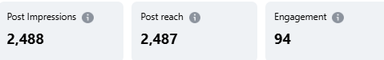 Post Impressions
2,488
Post reach
2,487
Engagement
94